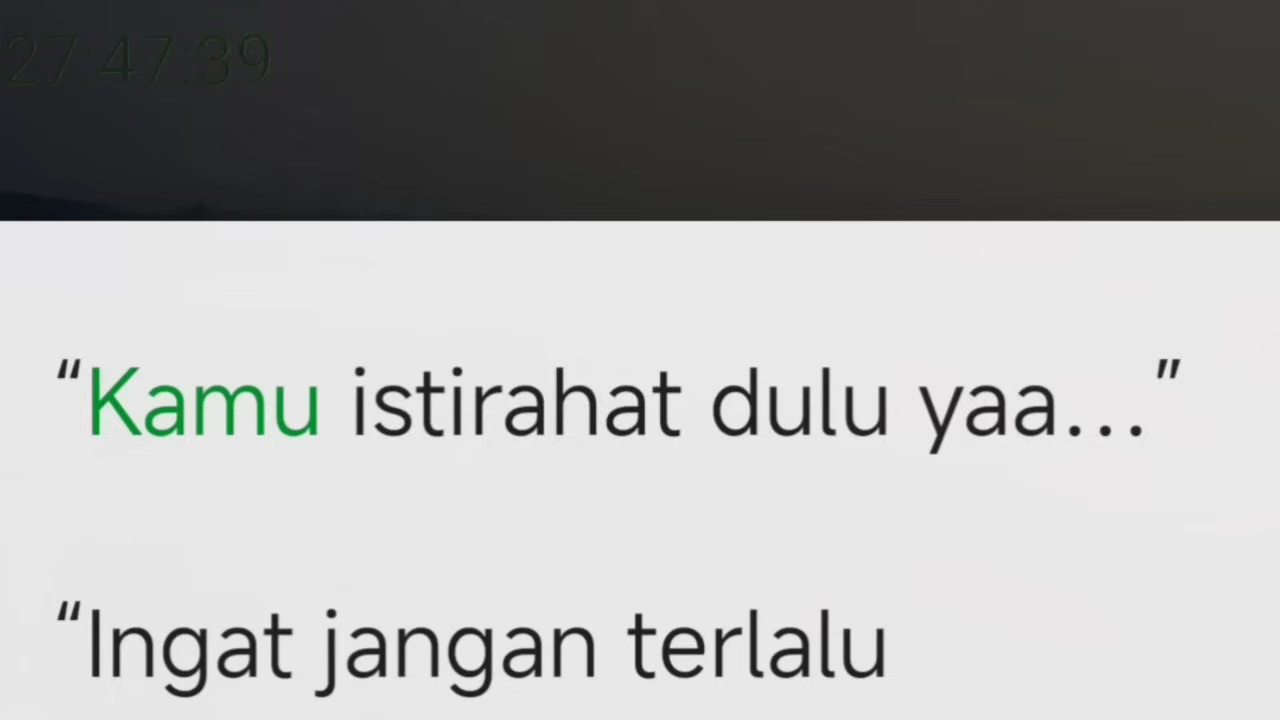 27:47:39
“Kamu istirahat dulu yaa...”
“Ingat jangan terlalu